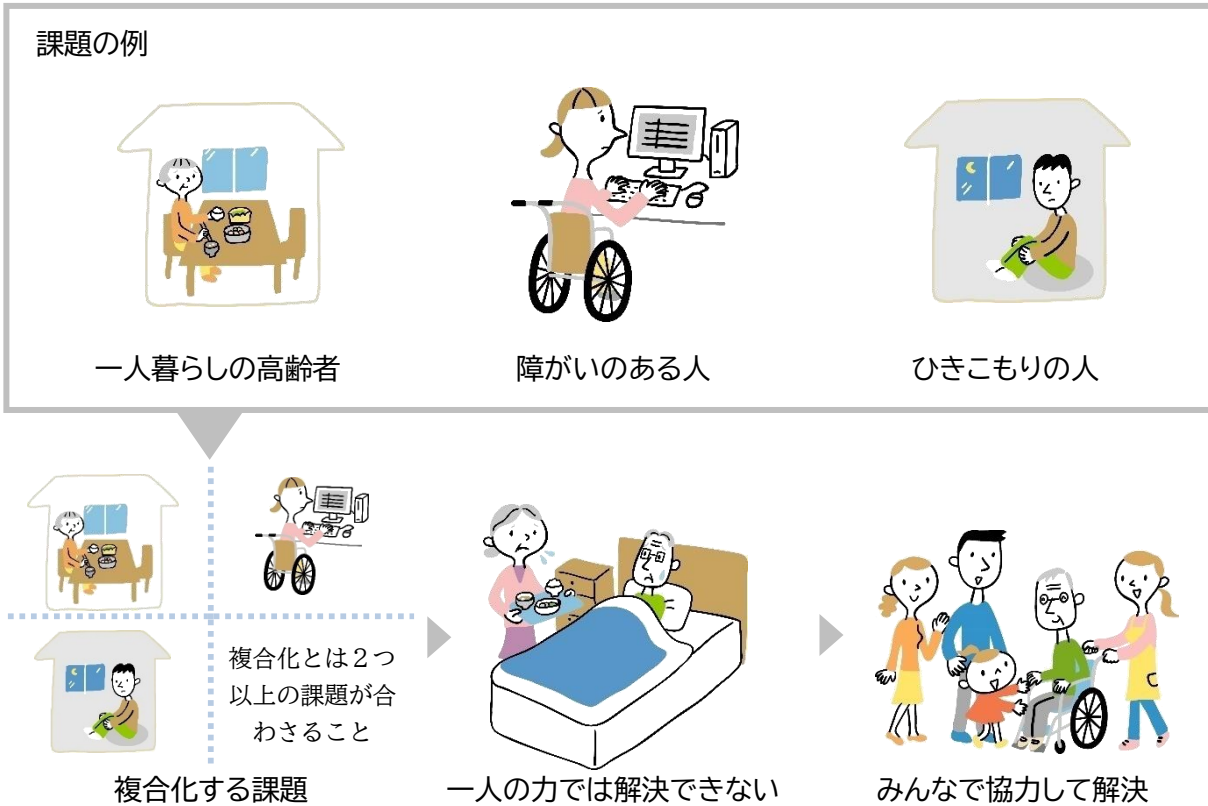 課題の例
一人暮らしの高齢者
障がいのある人
ひきこもりの人
複合化とは２つ
以上の課題が合
わさること
複合化する課題
一人の力では解決できない
みんなで協力して解決